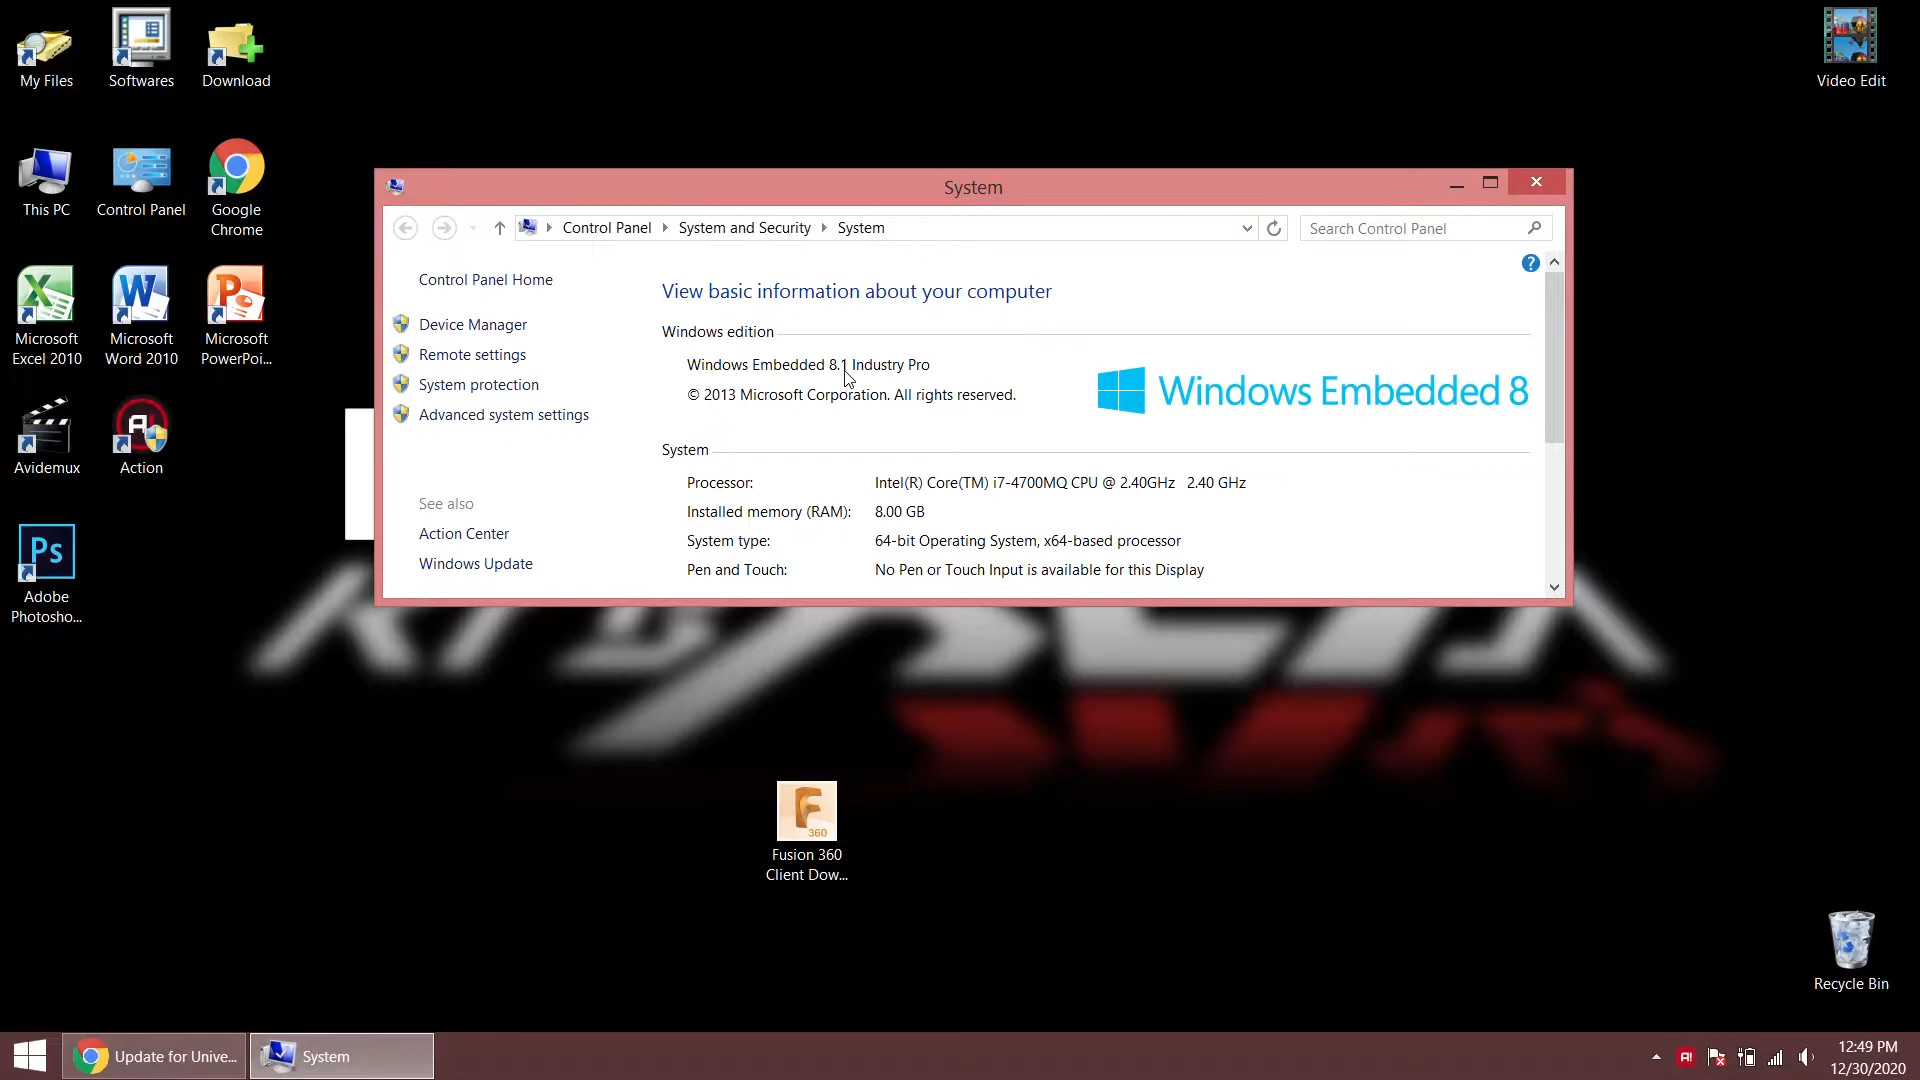 My Files
Softwares
Download
Video Edit
This PC
Control Panel
Google
Chrome
Microsoft
Excel 2010
Microsoft
Word 2010
Microsoft
PowerPoi...
Avidemux
Action
Ps
Adobe
Photosho...
System
Control Panel
System and Security
System
Search Control Panel
Control Panel Home
Device Manager
Remote settings
System protection
Advanced system settings
See also
Action Center
Windows Update
View basic information about your computer
Windows edition
Windows Embedded 8.1 Industry Pro
© 2013 Microsoft Corporation. All rights reserved.
Windows Embedded 8
System
Processor: Intel(R) Core(TM) i7-4700MQ CPU @ 2.40GHz 2.40 GHz
Installed memory (RAM): 8.00 GB
System type: 64-bit Operating System, x64-based processor
Pen and Touch: No Pen or Touch Input is available for this Display
360
Fusion 360
Client Dow...
Recycle Bin
Update for Unive...
System
12:49 PM
12/30/2020